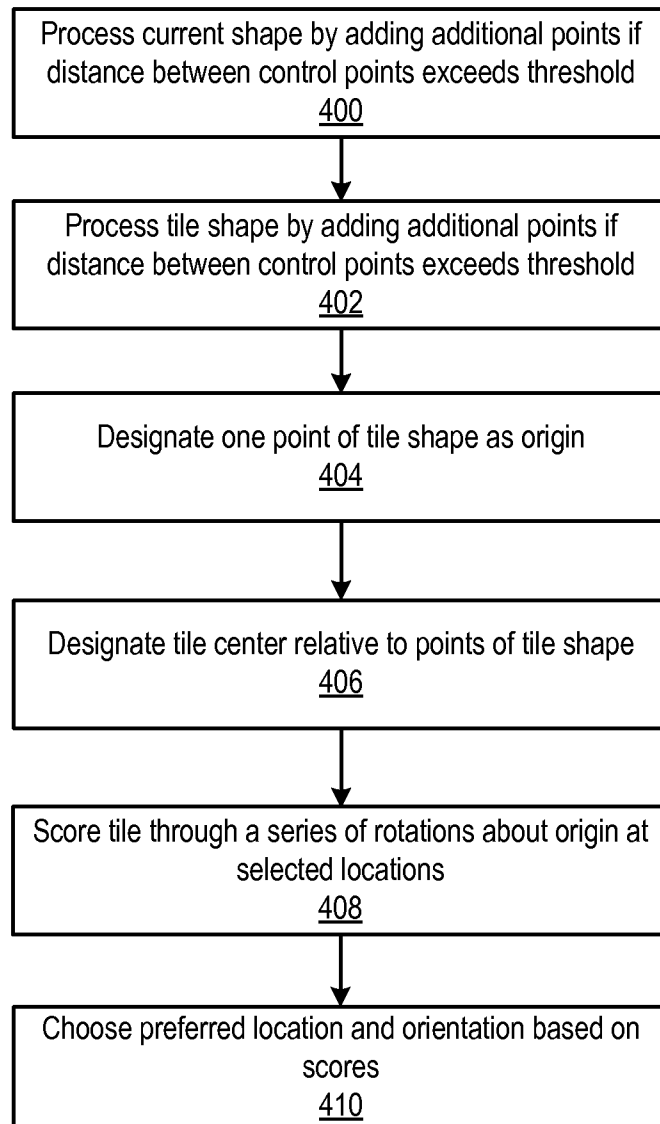 Process current shape by adding additional points if
distance between control points exceeds threshold
400
Process tile shape by adding additional points if
distance between control points exceeds threshold
402
Designate one point of tile shape as origin
404
Designate tile center relative to points of tile shape
406
Score tile through a series of rotations about origin at
selected locations
408
Choose preferred location and orientation based on
scores
410